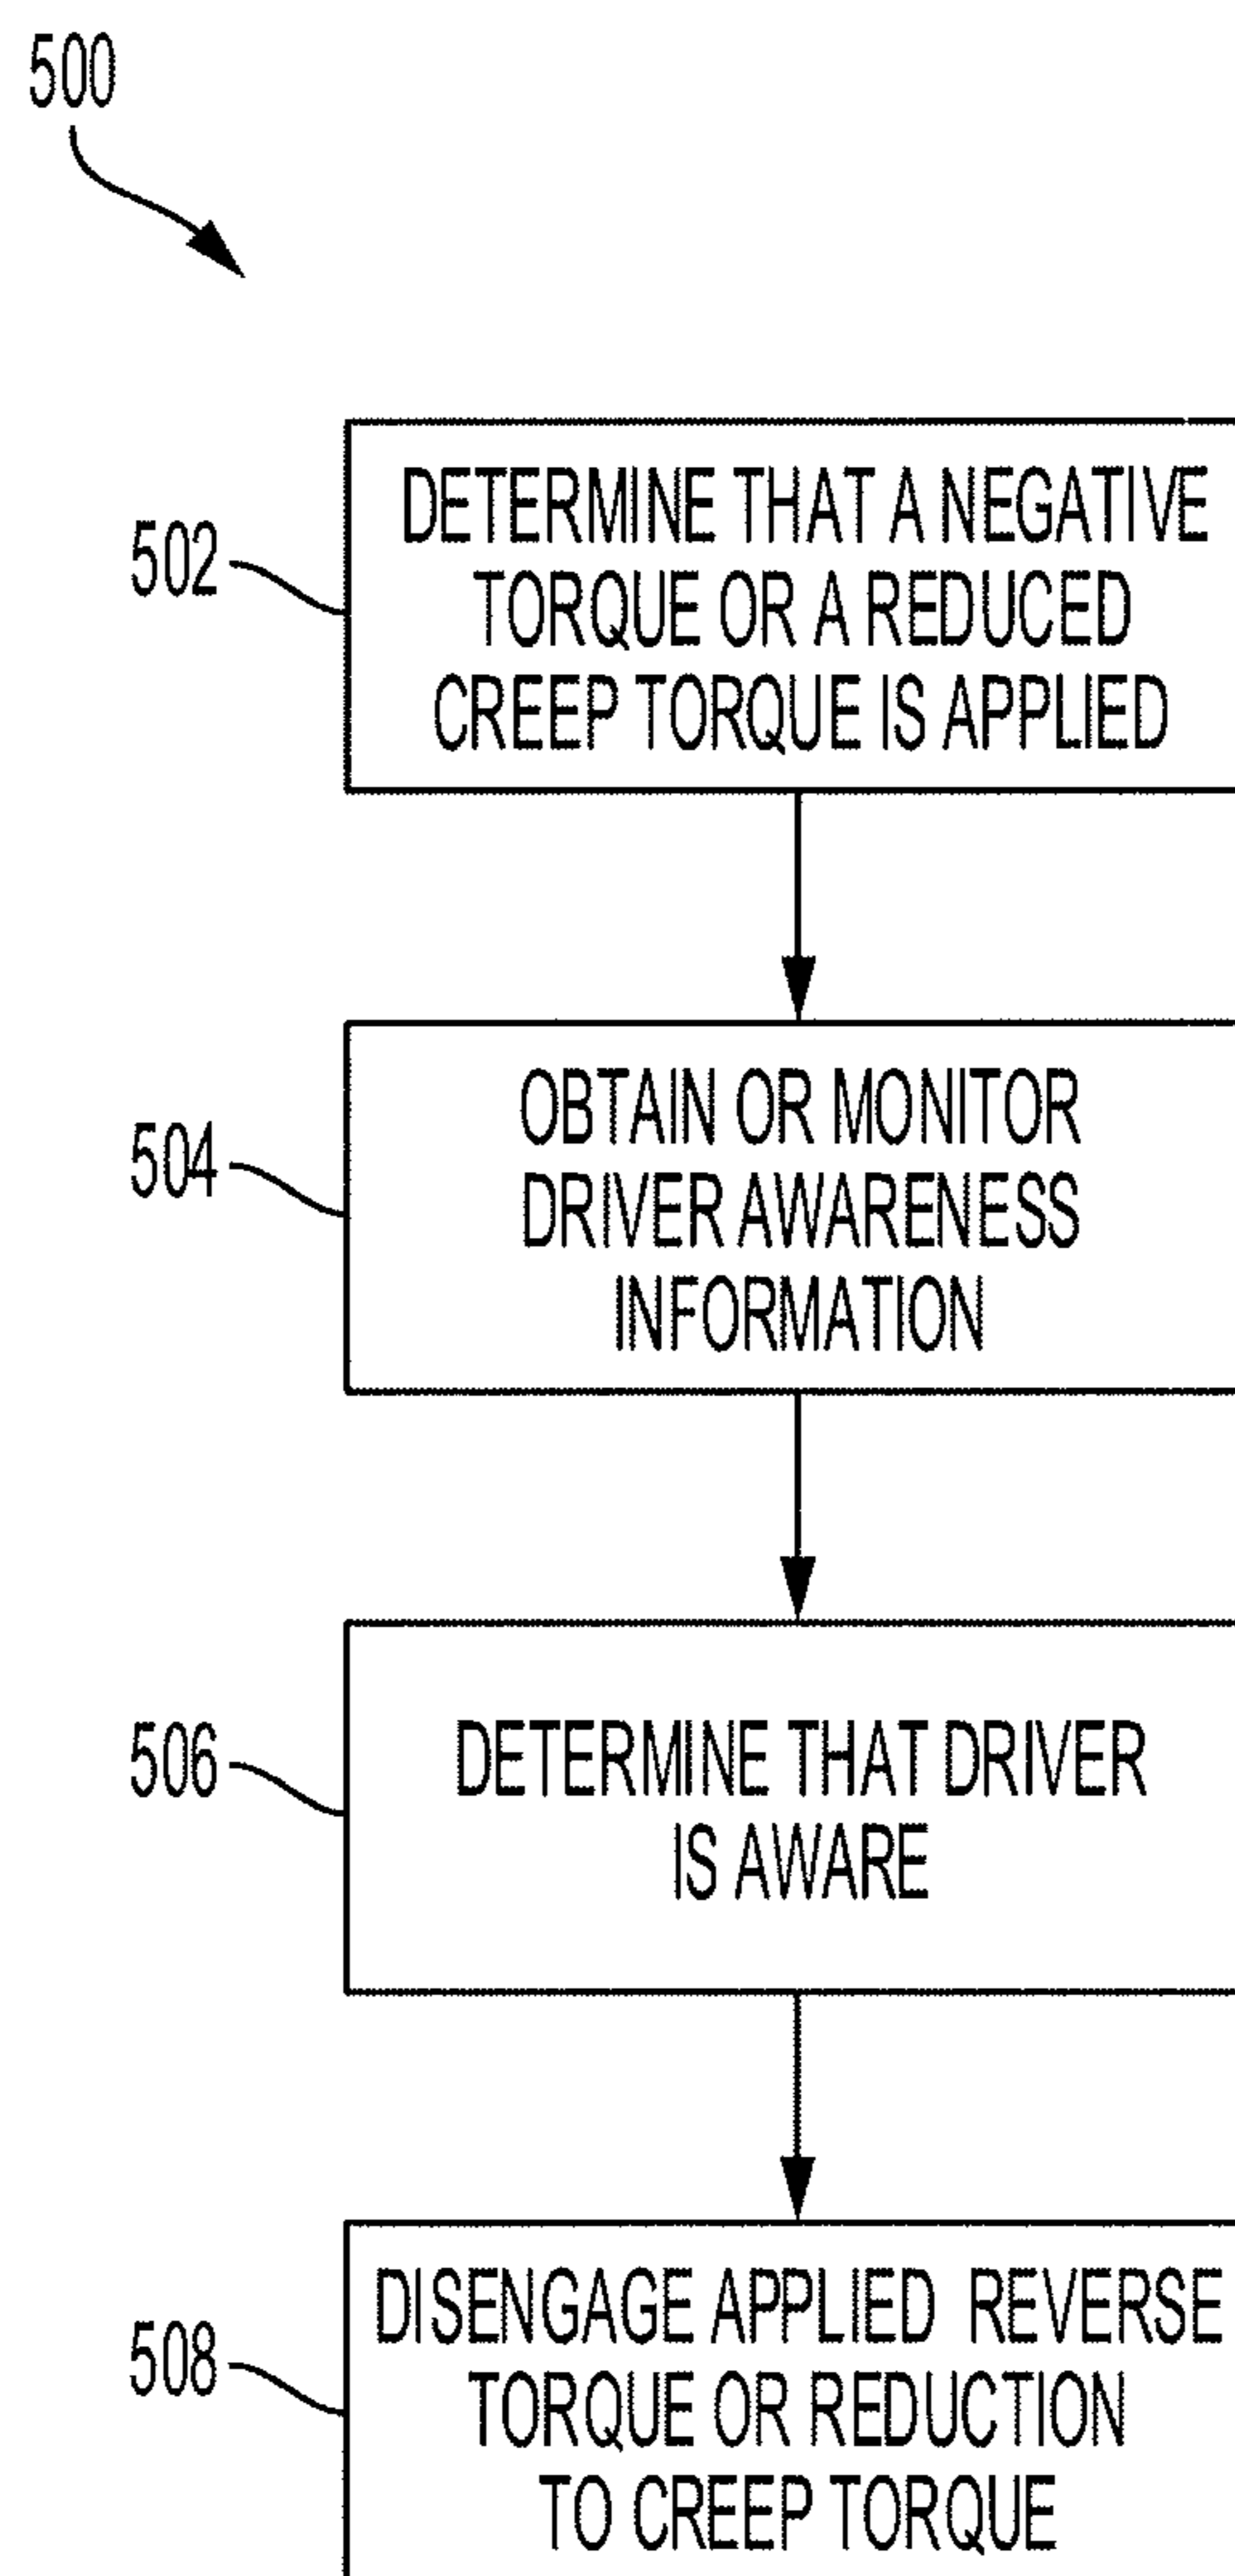 500
502
DETERMINE THAT A NEGATIVE
TORQUE OR A REDUCED
CREEP TORQUE IS APPLIED
504
OBTAIN OR MONITOR
DRIVER AWARENESS
INFORMATION
506
DETERMINE THAT DRIVER
IS AWARE
508
DISENGAGE APPLIED REVERSE
TORQUE OR REDUCTION
TO CREEP TORQUE